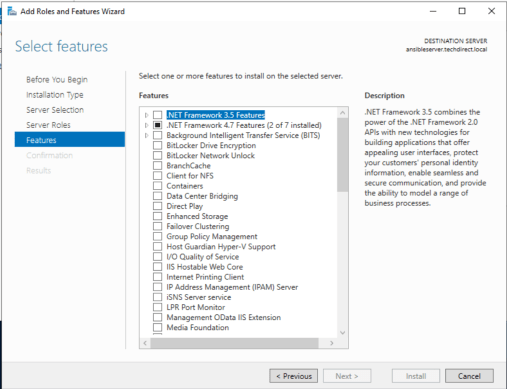 Add Roles and Features Wizard
Select features
DESTINATION SERVER
ansibleserver.techdirect.local
Before You Begin
Installation Type
Server Selection
Server Roles
Features
Confirmation
Results
Select one or more features to install on the selected server.
Features
.NET Framework 3.5 Features
.NET Framework 4.7 Features (2 of 7 installed)
Background Intelligent Transfer Service (BITS)
BitLocker Drive Encryption
BitLocker Network Unlock
BranchCache
Client for NFS
Containers
Data Center Bridging
Direct Play
Enhanced Storage
Failover Clustering
Group Policy Management
Host Guardian Hyper-V Support
I/O Quality of Service
IIS Hostable Web Core
Internet Printing Client
IP Address Management (IPAM) Server
iSNS Server service
LPR Port Monitor
Management OData IIS Extension
Media Foundation
Description
.NET Framework 3.5 combines the
power of the .NET Framework 2.0
APIs with new technologies for
building applications that offer
appealing user interfaces, protect
your customers' personal identity
information, enable seamless and
secure communication, and provide
the ability to model a range of
business processes.
< Previous
Next >
Install
Cancel